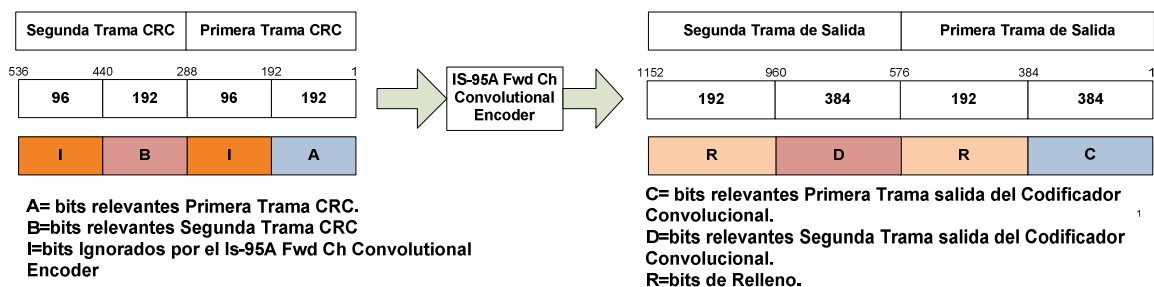 Segunda Trama CRC Primera Trama CRC
536 440 288 192 1
96 192 96 192
I B I A
A= bits relevantes Primera Trama CRC.
B=bits relevantes Segunda Trama CRC
I=bits Ignorados por el Is-95A Fwd Ch Convolutional
Encoder
IS-95A Fwd Ch
Convolutional
Encoder
Segunda Trama de Salida Primera Trama de Salida
1152 960 576 384 1
192 384 192 384
R D R C
C= bits relevantes Primera Trama salida del Codificador
Convolucional.
1
D=bits relevantes Segunda Trama salida del Codificador
Convolucional.
R=bits de Relleno.